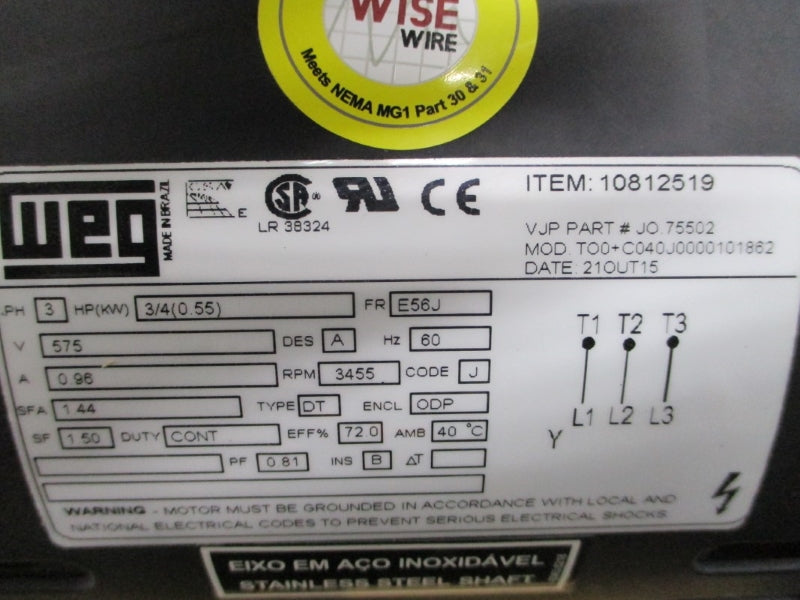 WISE
WIRE
Meets NEMA MG1 Part 30 & 31
WEG
MADE IN BRAZIL
E
LR 38324
CE
ITEM: 10812519
VJP PART # JO.75502
MOD. TO0+C040J0000101862
DATE: 21OUT15
PH 3 HP(KW) 3/4(0.55) FR E56J
V 575 DES A Hz 60
A 0.96 RPM 3455 CODE J
SFA 1.44 TYPE DT ENCL ODP
SF 1.50 DUTY CONT EFF% 72.0 AMB 40 °C
PF 0.81 INS B ΔT
T1 T2 T3
L1 L2 L3
Y
WARNING - MOTOR MUST BE GROUNDED IN ACCORDANCE WITH LOCAL AND
NATIONAL ELECTRICAL CODES TO PREVENT SERIOUS ELECTRICAL SHOCKS.
EIXO EM AÇO INOXIDÁVEL
STAINLESS STEEL SHAFT